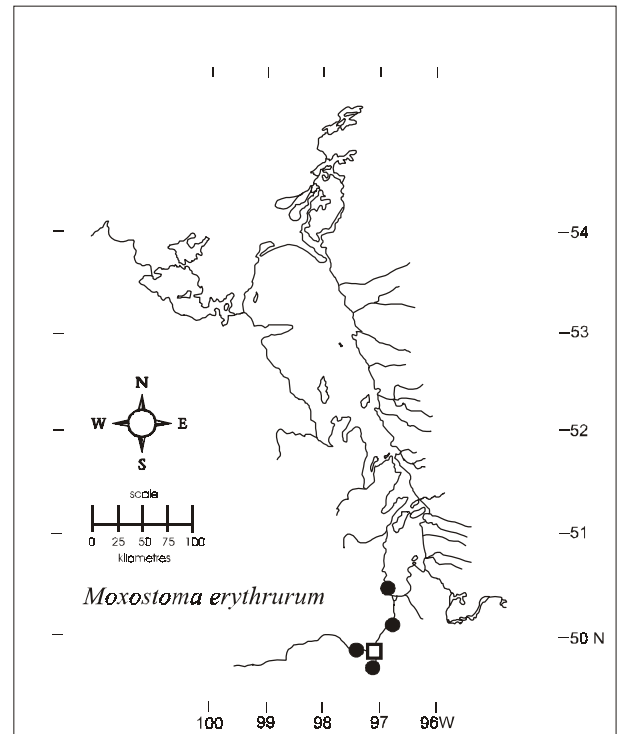 54
53
N
W E
S
52
scale
0 25 50 75 100
kilometres
51
Moxostoma erythrurum
50 N
100 99 98 97 96W